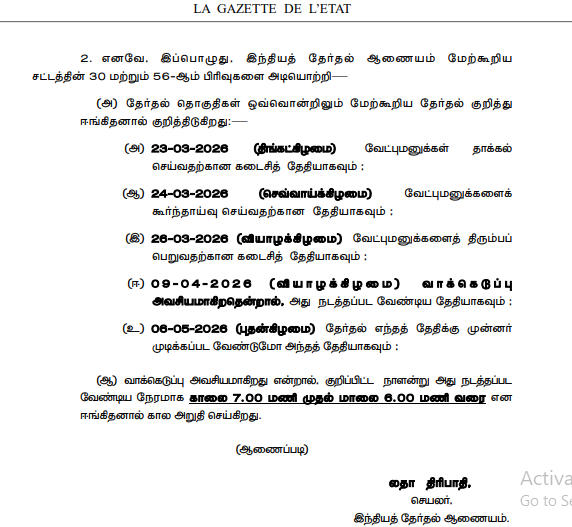 LA GAZETTE DE L'ETAT
2. எனவே, இப்பொழுது, இந்தியத் தேர்தல் ஆணையம் மேற்கூறிய
சட்டத்தின் 30 மற்றும் 56-ஆம் பிரிவுகளை அடியொற்றி—
(அ) தேர்தல் தொகுதிகள் ஒவ்வொன்றிலும் மேற்கூறிய தேர்தல் குறித்து
ஈங்கிதனால் குறித்திடுகிறது:—
(அ) 23-03-2026 (திங்கட்கிழமை) வேட்புமனுக்கள் தாக்கல்
செய்வதற்கான கடைசித் தேதியாகவும் ;
(ஆ) 24-03-2026 (செவ்வாய்க்கிழமை) வேட்புமனுக்களைக்
கூர்ந்தாய்வு செய்வதற்கான தேதியாகவும் ;
(இ) 26-03-2026 (வியாழக்கிழமை) வேட்புமனுக்களைத் திரும்பப்
பெறுவதற்கான கடைசித் தேதியாகவும் ;
(ஈ) 09-04-2026 (வியாழக்கிழமை) வாக்கெடுப்பு
அவசியமாகிறதென்றால், அது நடத்தப்பட வேண்டிய தேதியாகவும் ;
(உ) 06-05-2026 (புதன்கிழமை) தேர்தல் எந்தத் தேதிக்கு முன்னர்
முடிக்கப்பட வேண்டுமோ அந்தத் தேதியாகவும் ;
(ஆ) வாக்கெடுப்பு அவசியமாகிறது என்றால், குறிப்பிட்ட நாளன்று அது நடத்தப்பட
வேண்டிய நேரமாக காலை 7.00 மணி முதல் மாலை 6.00 மணி வரை என
ஈங்கிதனால் கால அறுதி செய்கிறது.
(ஆணைப்படி)
லதா திரிபாதி,
செயலர்,
இந்தியத் தேர்தல் ஆணையம்.
Activa
Go to Se